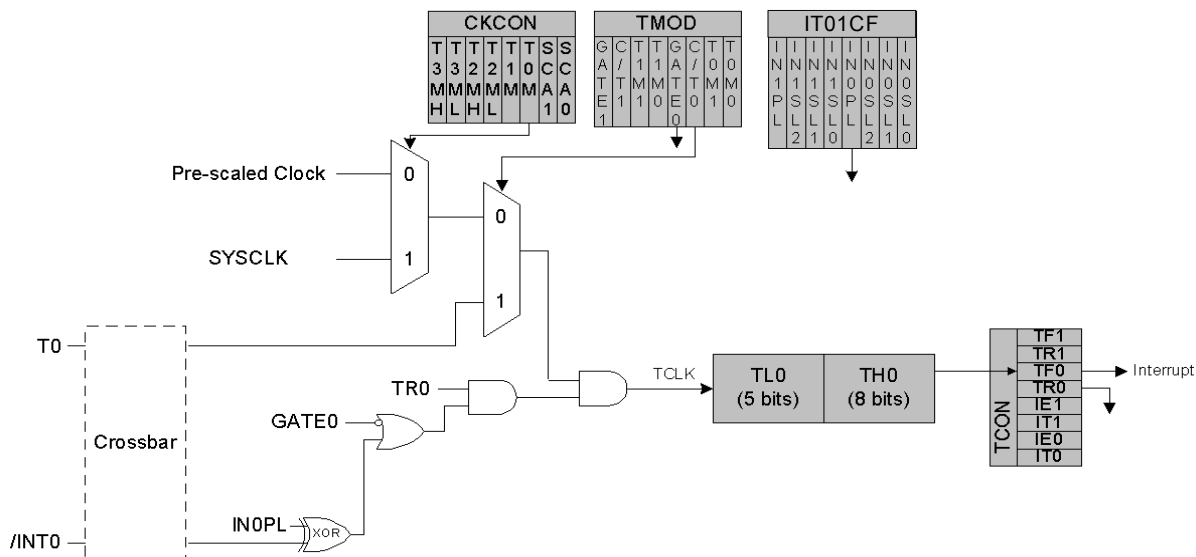 CKCON
TMOD
IT01CF
T3MH
T3ML
T2MH
T2ML
T1M
T0M
SCA1
SCA0
GATE1
C/T1
T1M1
T1M0
GATE0
C/T0
T0M1
T0M0
IN1PL
IN1SL2
IN1SL1
IN1SL0
IN0PL
IN0SL2
IN0SL1
IN0SL0
Pre-scaled Clock
0
0
SYSCLK
1
1
T0
Crossbar
TR0
GATE0
IN0PL
XOR
/INT0
TCLK
TL0
(5 bits)
TH0
(8 bits)
TCON
TF1
TR1
TF0
TR0
IE1
IT1
IE0
IT0
Interrupt